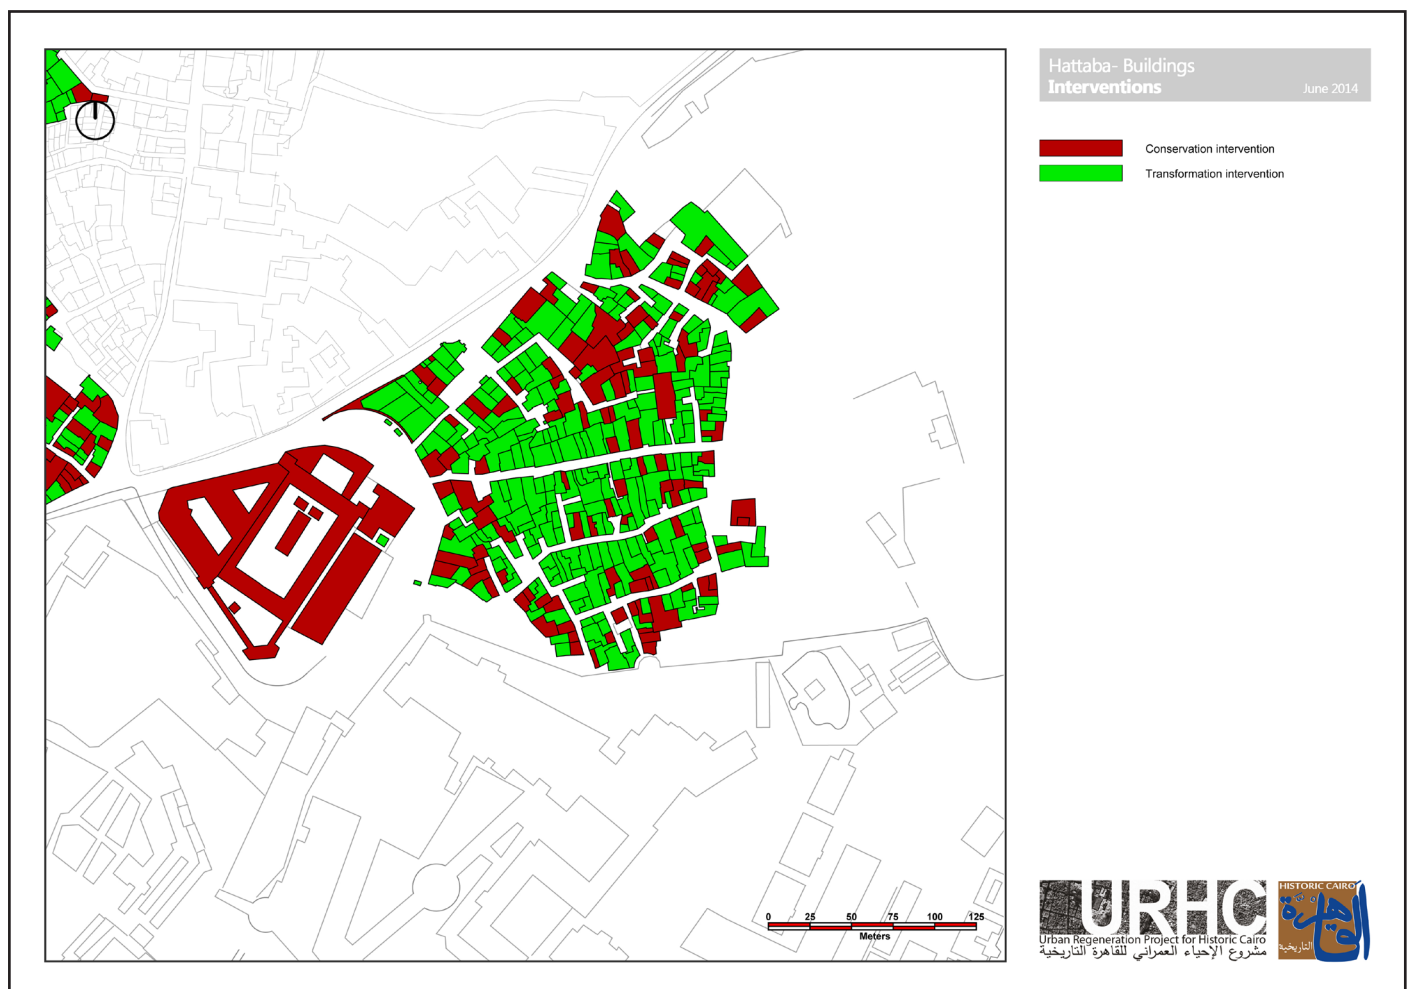 Hattaba- Buildings
Interventions
June 2014
Conservation intervention
Transformation intervention
0 25 50 75 100 125
Meters
URHC
Urban Regeneration Project for Historic Cairo
مشروع الإحياء العمراني للقاهرة التاريخية
HISTORIC CAIRO
القاهرة
التاريخية